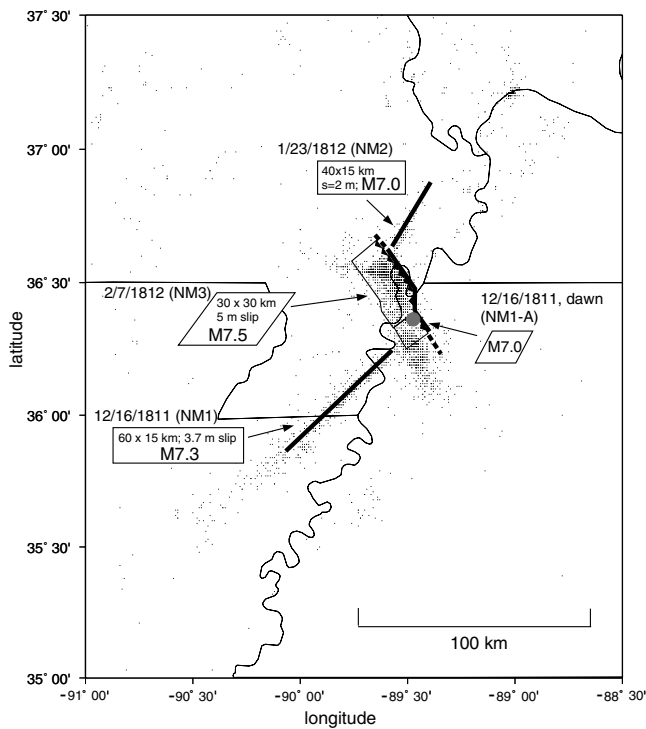 37˚ 30'
1/23/1812 (NM2)
40x15 km
s=2 m; M7.0
37˚ 00'
36˚ 30'
2/7/1812 (NM3)
30 x 30 km
5 m slip
M7.5
12/16/1811, dawn
(NM1-A)
M7.0
latitude
36˚ 00'
12/16/1811 (NM1)
60 x 15 km; 3.7 m slip
M7.3
35˚ 30'
100 km
35˚ 00'
-91˚ 00'
-90˚ 30'
-90˚ 00'
-89˚ 30'
-89˚ 00'
-88˚ 30'
longitude